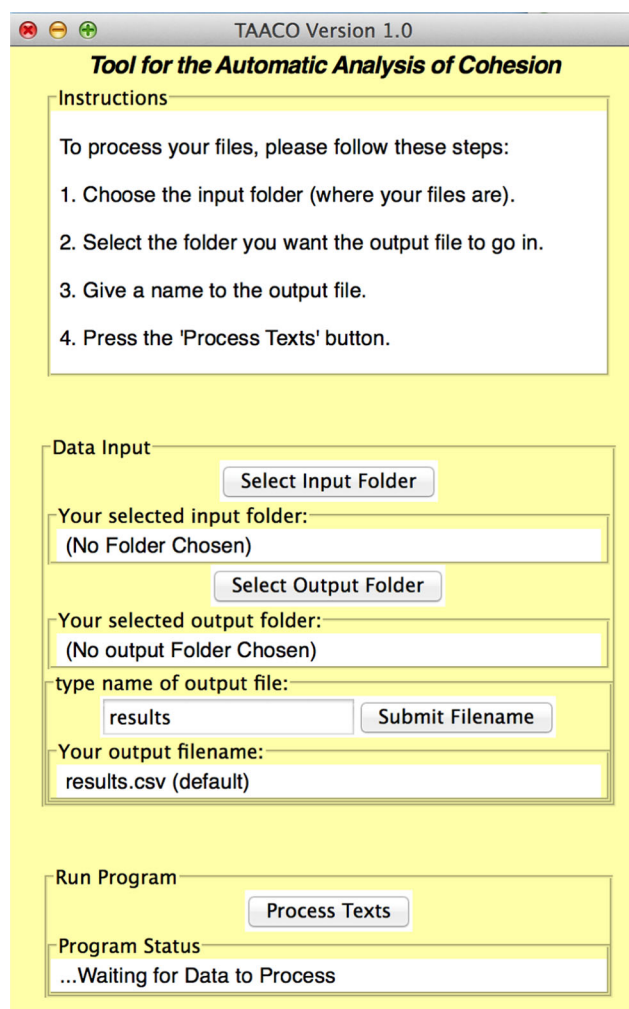 TAACO Version 1.0
Tool for the Automatic Analysis of Cohesion
Instructions
To process your files, please follow these steps:
1. Choose the input folder (where your files are).
2. Select the folder you want the output file to go in.
3. Give a name to the output file.
4. Press the 'Process Texts' button.
Data Input
Select Input Folder
Your selected input folder:
(No Folder Chosen)
Select Output Folder
Your selected output folder:
(No output Folder Chosen)
type name of output file:
results Submit Filename
Your output filename:
results.csv (default)
Run Program
Process Texts
Program Status
...Waiting for Data to Process